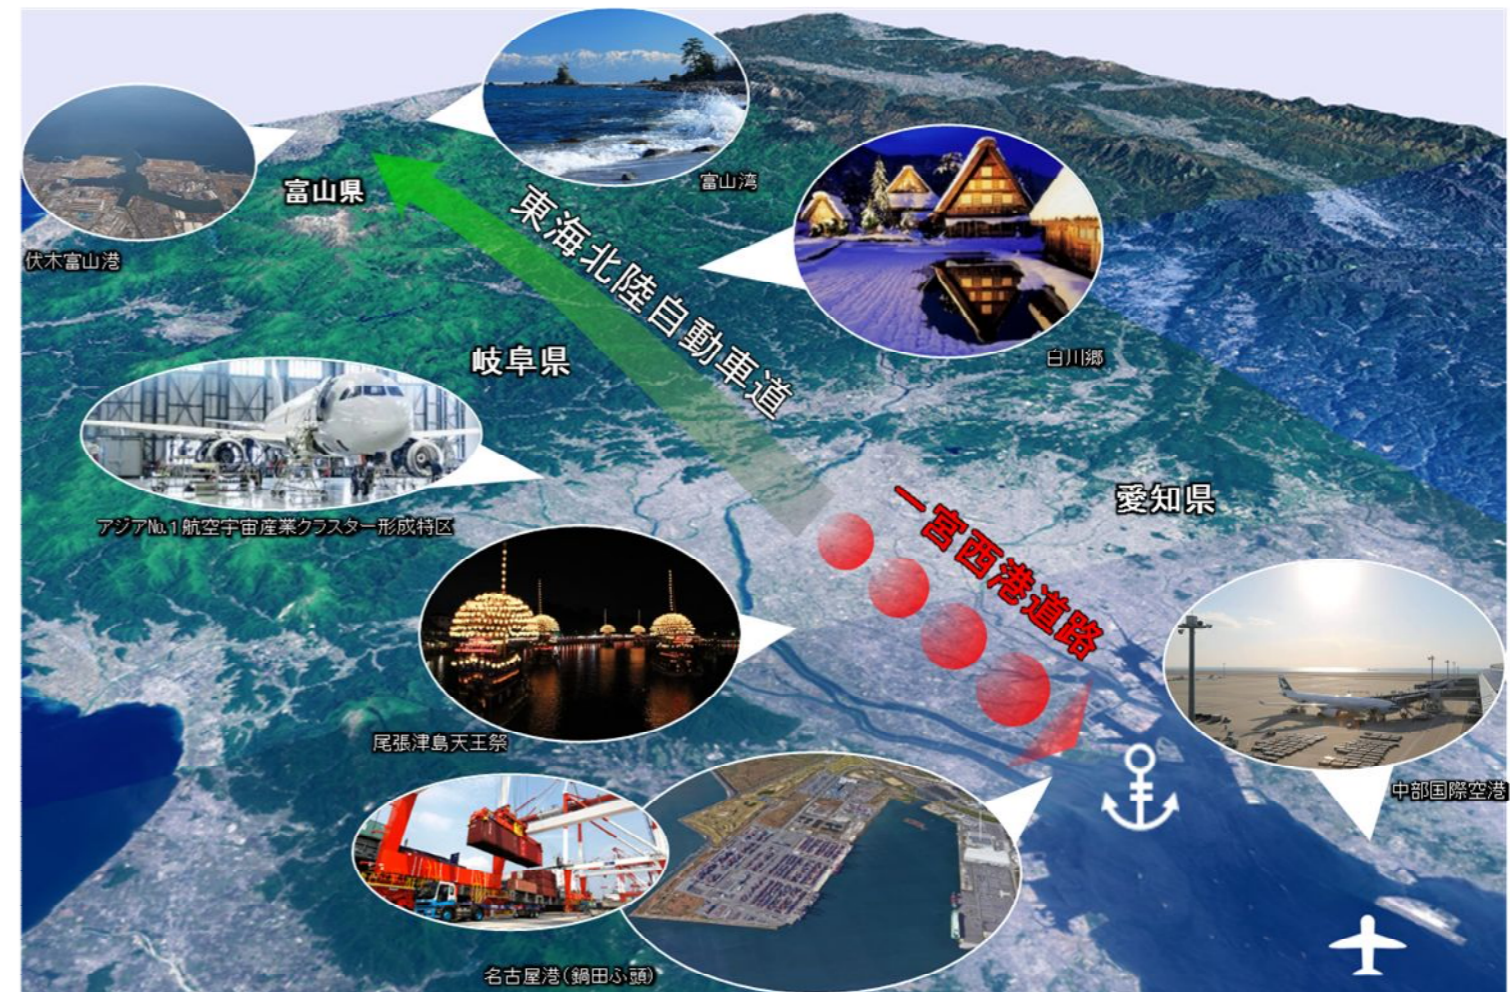 富山湾
富山県
伏木富山港
東海北陸自動車道
白川郷
岐阜県
愛知県
アジアNo.1航空宇宙産業クラスター形成特区
一宮西港道路
尾張津島天王祭
中部国際空港
名古屋港(鍋田ふ頭)